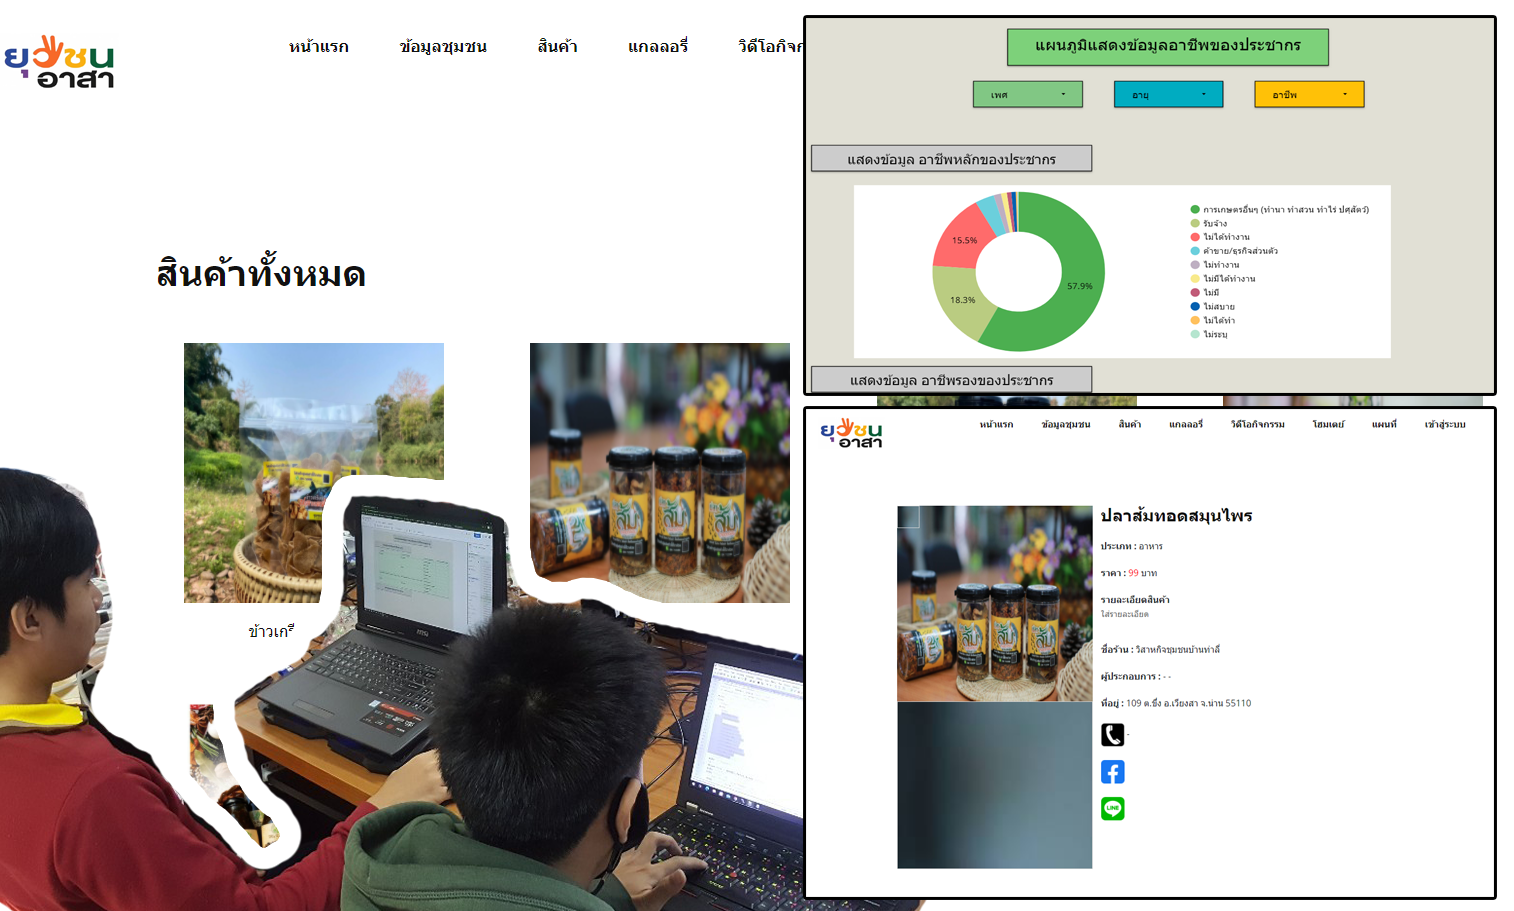 ยุวชน
อาสา
หน้าแรก
ข้อมูลชุมชน
สินค้า
แกลลอรี่
วิดีโอกิจก
สินค้าทั้งหมด
ข้าวเกรี
แผนภูมิแสดงข้อมูลอาชีพของประชากร
เพศ
อายุ
อาชีพ
แสดงข้อมูล อาชีพหลักของประชากร
15.5%
18.3%
57.9%
การเกษตรอื่นๆ (ทำนา ทำสวน ทำไร่ ปศุสัตว์)
รับจ้าง
ไม่ได้ทำงาน
ค้าขาย/ธุรกิจส่วนตัว
ไม่ทำงาน
ไม่มีได้ทำงาน
ไม่มี
ไม่สบาย
ไม่ได้ทำ
ไม่ระบุ
แสดงข้อมูล อาชีพรองของประชากร
ยุวชน
อาสา
หน้าแรก
ข้อมูลชุมชน
สินค้า
แกลลอรี่
วิดีโอกิจกรรม
โฮมเตย์
แผนที่
เข้าสู่ระบบ
ปลาส้มทอดสมุนไพร
ประเภท : อาหาร
ราคา : 99 บาท
รายละเอียดสินค้า
ใส่รายละเอียด
ชื่อร้าน : วิสาหกิจชุมชนบ้านท่าลี่
ผู้ประกอบการ : - -
ที่อยู่ : 109 ต.ขึ่ง อ.เวียงสา จ.น่าน 55110
-
LINE